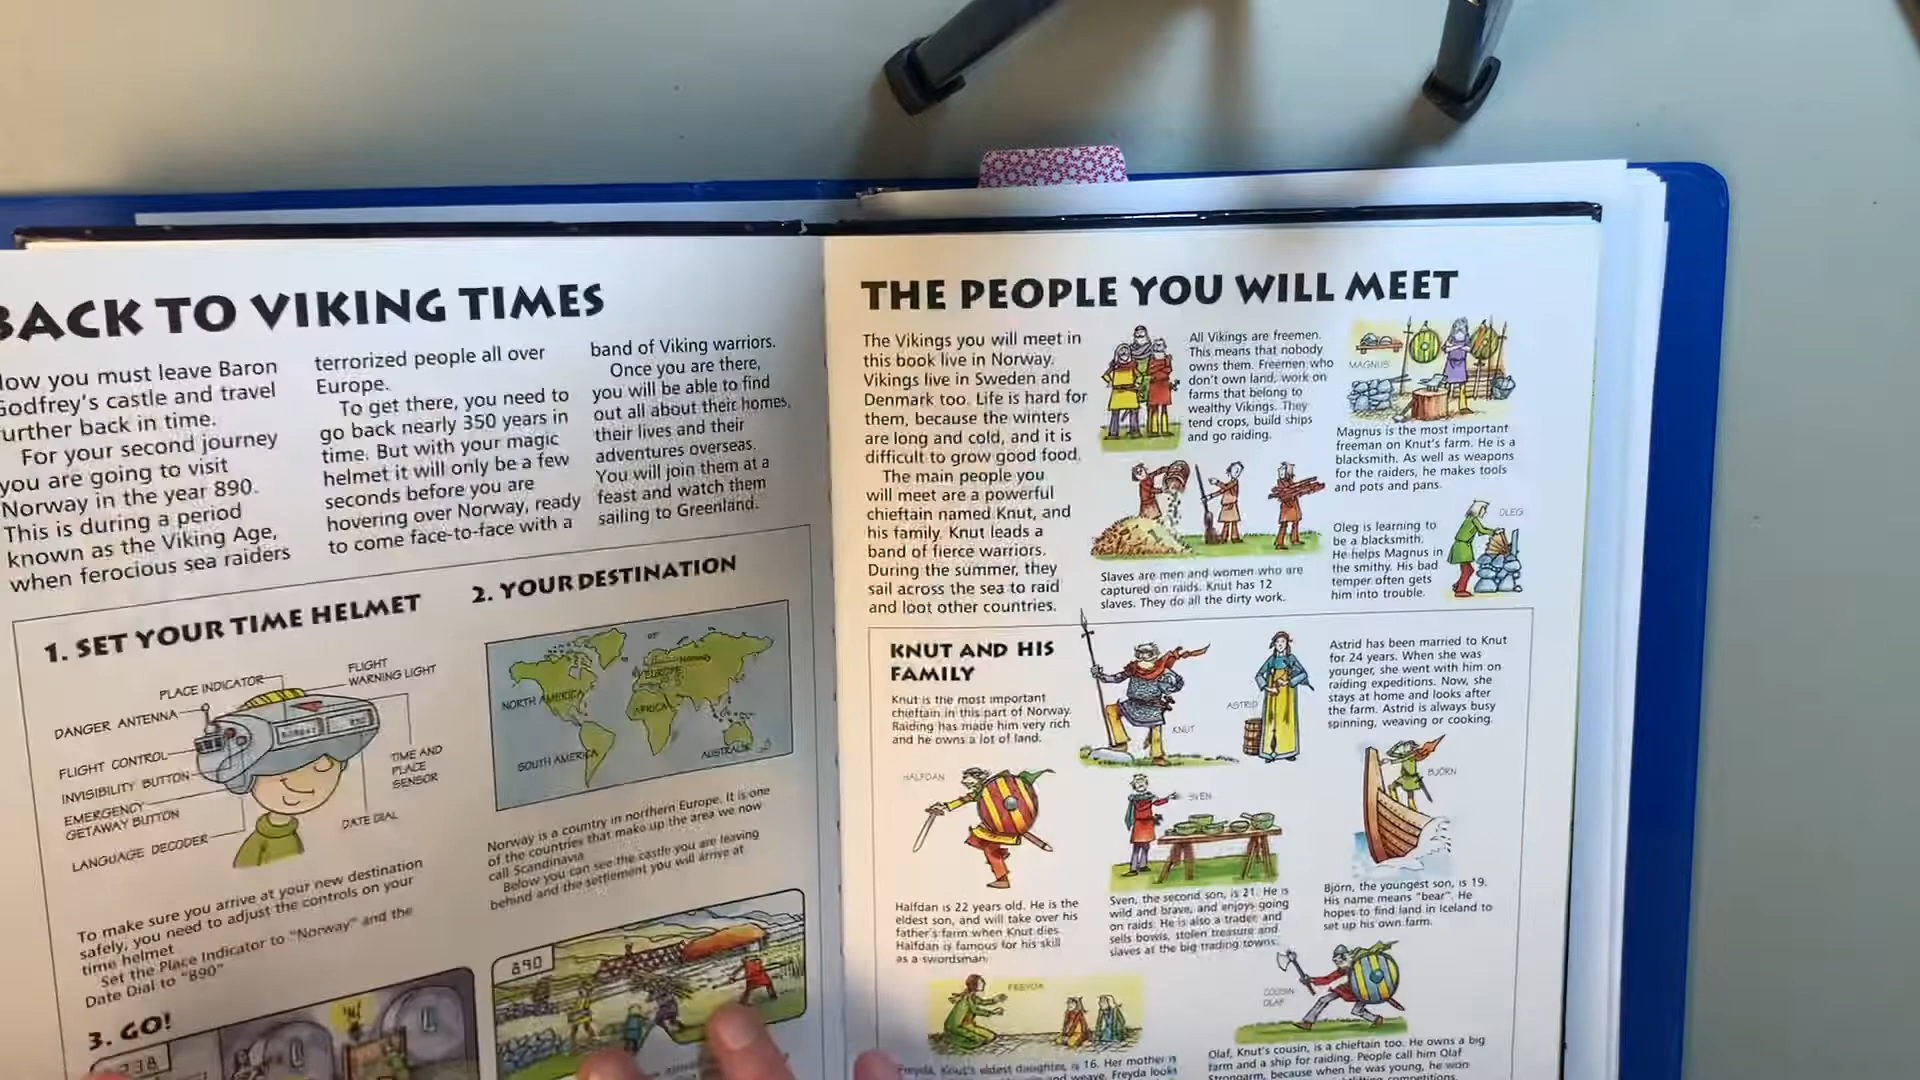 BACK TO VIKING TIMES
Now you must leave Baron
Godfrey's castle and travel
further back in time.
For your second journey
you are going to visit
Norway in the year 890.
This is during a period
known as the Viking Age,
when ferocious sea raiders
terrorized people all over
Europe.
To get there, you need to
go back nearly 350 years in
time. But with your magic
helmet it will only be a few
seconds before you are
hovering over Norway, ready
to come face-to-face with a
band of Viking warriors.
Once you are there,
you will be able to find
out all about their homes,
their lives and their
adventures overseas.
You will join them at a
feast and watch them
sailing to Greenland.
1. SET YOUR TIME HELMET
PLACE INDICATOR
FLIGHT
WARNING LIGHT
DANGER ANTENNA
FLIGHT CONTROL
INVISIBILITY BUTTON
EMERGENCY
GETAWAY BUTTON
LANGUAGE DECODER
TIME AND
PLACE
SENSOR
DATE DIAL
To make sure you arrive at your new destination
safely, you need to adjust the controls on your
time helmet
Set the Place Indicator to "Norway" and the
Date Dial to "890"
2. YOUR DESTINATION
NORTH AMERICA
SOUTH AMERICA
Norway
EUROPE
AFRICA
AUSTRALIA
Norway is a country in northern Europe. It is one
of the countries that make up the area we now
call Scandinavia
Below you can see the castle you are leaving
behind and the settlement you will arrive at
890
3. GO!
THE PEOPLE YOU WILL MEET
The Vikings you will meet in
this book live in Norway.
Vikings live in Sweden and
Denmark too. Life is hard for
them, because the winters
are long and cold, and it is
difficult to grow good food.
The main people you
will meet are a powerful
chieftain named Knut, and
his family. Knut leads a
band of fierce warriors.
During the summer, they
sail across the sea to raid
and loot other countries.
All Vikings are freemen.
This means that nobody
owns them. Freemen who
don't own land, work on
farms that belong to
wealthy Vikings. They
tend crops, build ships
and go raiding.
MAGNUS
Magnus is the most important
freeman on Knut's farm. He is a
blacksmith. As well as weapons
for the raiders, he makes tools
and pots and pans.
Slaves are men and women who are
captured on raids. Knut has 12
slaves. They do all the dirty work.
Oleg is learning to
be a blacksmith.
He helps Magnus in
the smithy. His bad
temper often gets
him into trouble.
OLEG
KNUT AND HIS
FAMILY
Knut is the most important
chieftain in this part of Norway.
Raiding has made him very rich
and he owns a lot of land.
KNUT
ASTRID
Astrid has been married to Knut
for 24 years. When she was
younger, she went with him on
raiding expeditions. Now, she
stays at home and looks after
the farm. Astrid is always busy
spinning, weaving or cooking.
HALFDAN
Halfdan is 22 years old. He is the
eldest son, and will take over his
father's farm when Knut dies.
Halfdan is famous for his skill
as a swordsman.
SVEN
Sven, the second son, is 21. He is
wild and brave, and enjoys going
on raids. He is also a trader and
sells bowls, stolen treasure and
slaves at the big trading towns.
BJORN
Bjorn, the youngest son, is 19.
His name means "bear". He
hopes to find land in Iceland to
set up his own farm.
FREYDA
Freyda, Knut's eldest daughter, is 16. Her mother is
and weave. Freyda looks
COUSIN
OLAF
Olaf, Knut's cousin, is a chieftain too. He owns a big
farm and a ship for raiding. People call him Olaf
Strongarm, because when he was young, he won
competitions.